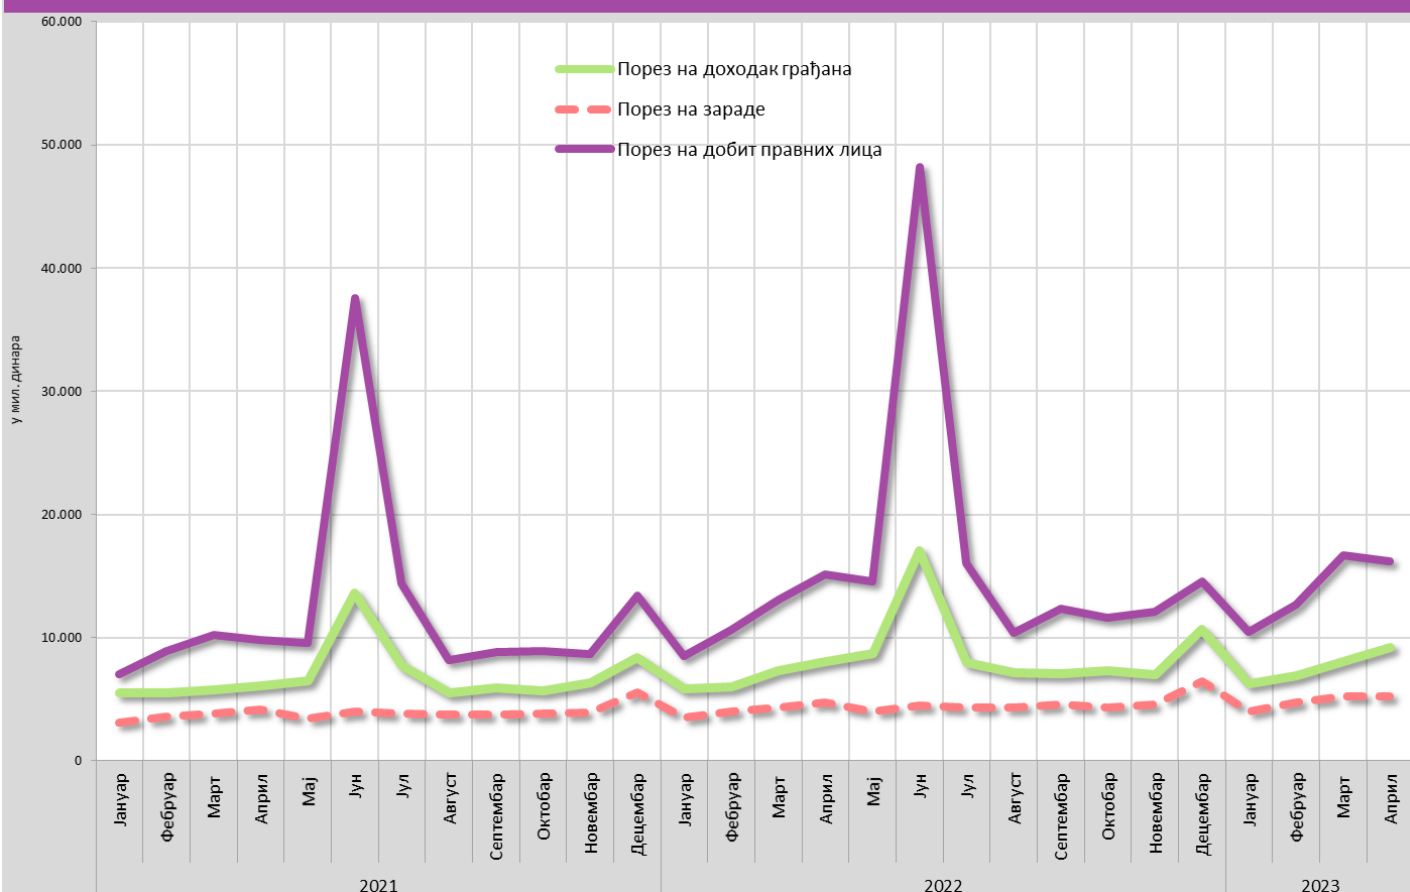 60.000
50.000
40.000
30.000
20.000
10.000
0
у мил. динара
Порез на доходак грађана
Порез на зараде
Порез на добит правних лица
Јануар
Фебруар
Март
Април
Мај
Јун
Јул
Август
Септембар
Октобар
Новембар
Децембар
Јануар
Фебруар
Март
Април
Мај
Јун
Јул
Август
Септембар
Октобар
Новембар
Децембар
Јануар
Фебруар
Март
Април
2021
2022
2023